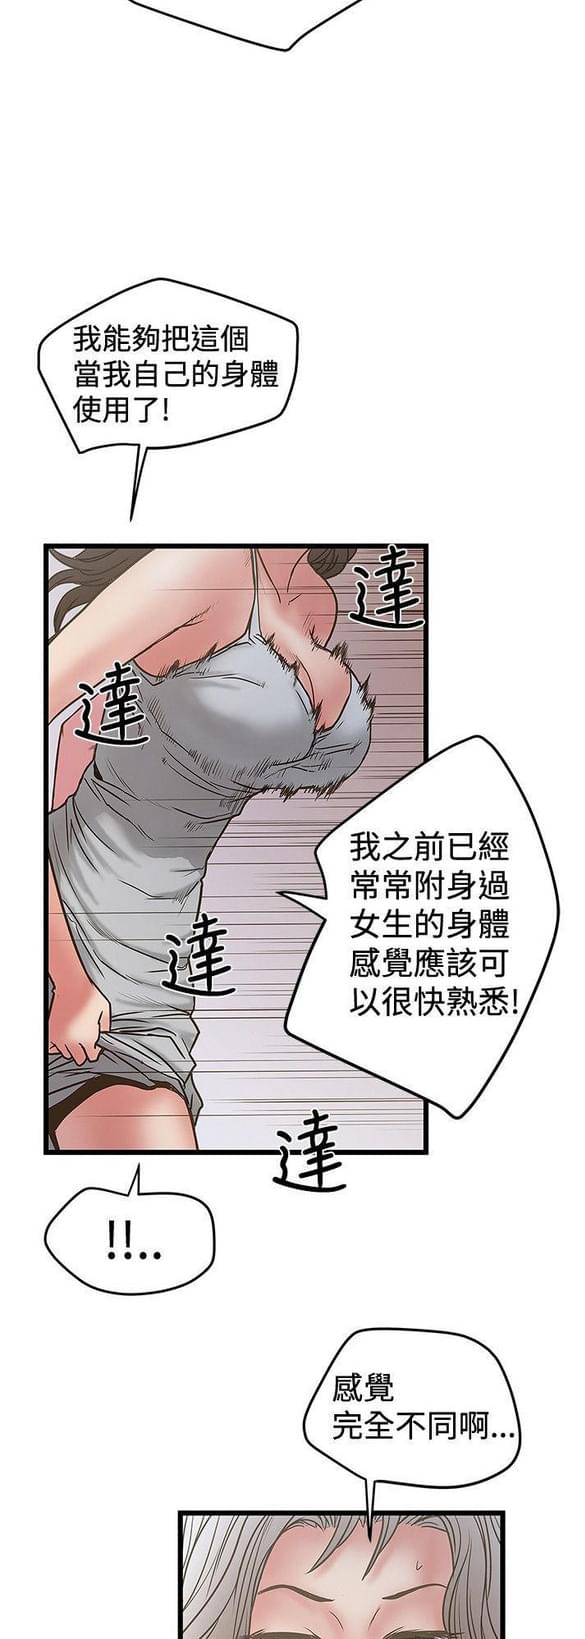 我能夠把這個
當我自己的身體
使用了!
達
達
我之前已經
常常附身過
女生的身體
感覺應該可
以很快熟悉!
達
達
!!..
感覺
完全不同啊...